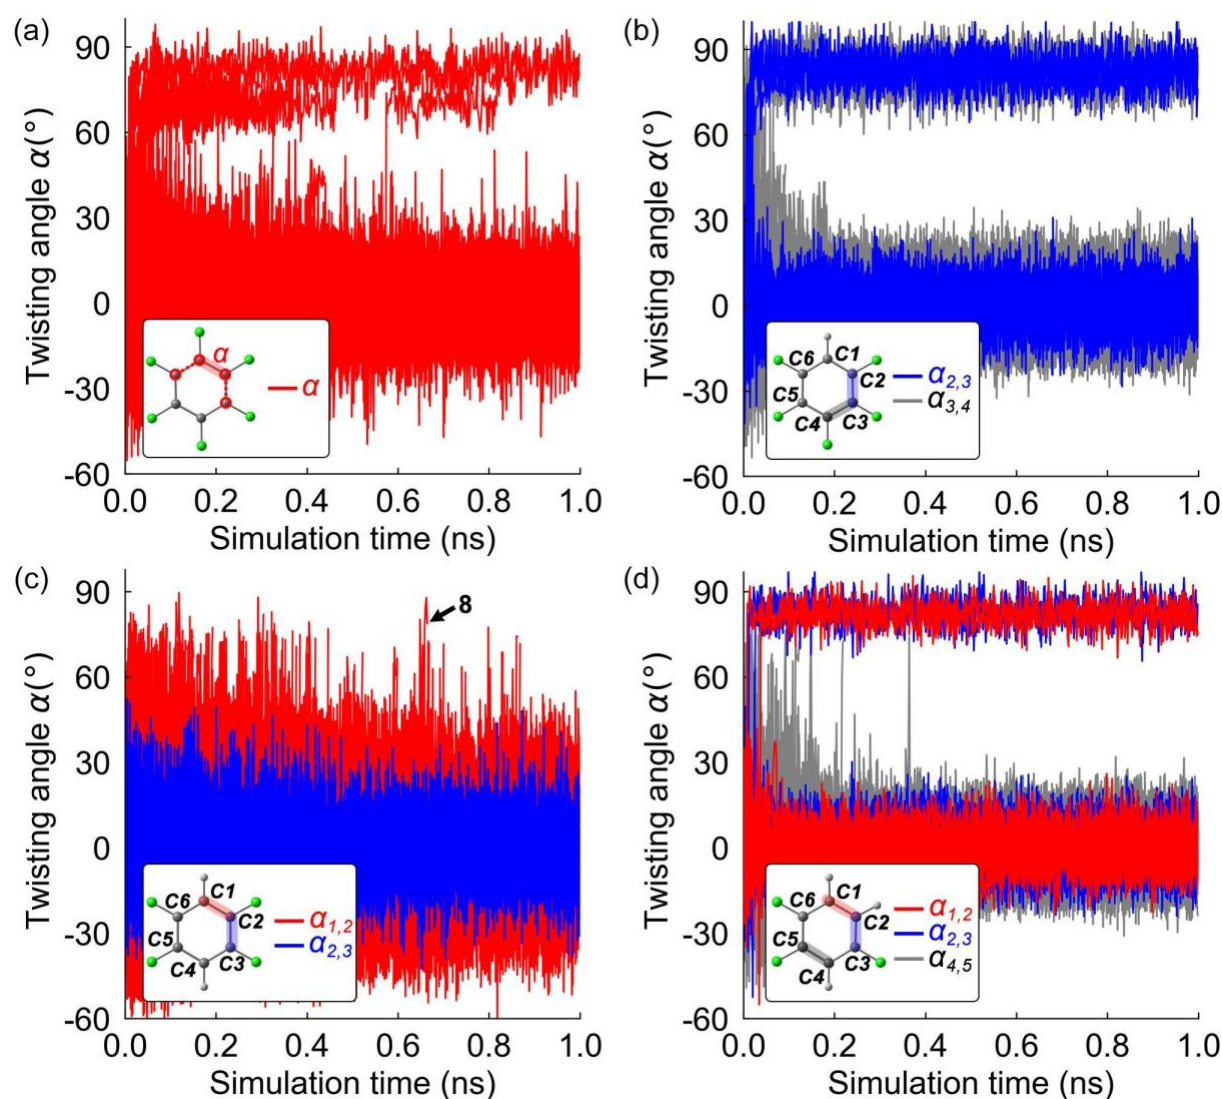 (a)
Twisting angle α(°)
90
60
30
0
-30
-60
α
α
0.0 0.2 0.4 0.6 0.8 1.0
Simulation time (ns)
(b)
Twisting angle α(°)
90
60
30
0
-30
-60
C6 C1
C5 C2
C4 C3
α2,3
α3,4
0.0 0.2 0.4 0.6 0.8 1.0
Simulation time (ns)
(c)
Twisting angle α(°)
90
60
30
0
-30
-60
8
C6 C1
C5 C2
C4 C3
α1,2
α2,3
0.0 0.2 0.4 0.6 0.8 1.0
Simulation time (ns)
(d)
Twisting angle α(°)
90
60
30
0
-30
-60
C6 C1
C5 C2
C4 C3
α1,2
α2,3
α4,5
0.0 0.2 0.4 0.6 0.8 1.0
Simulation time (ns)